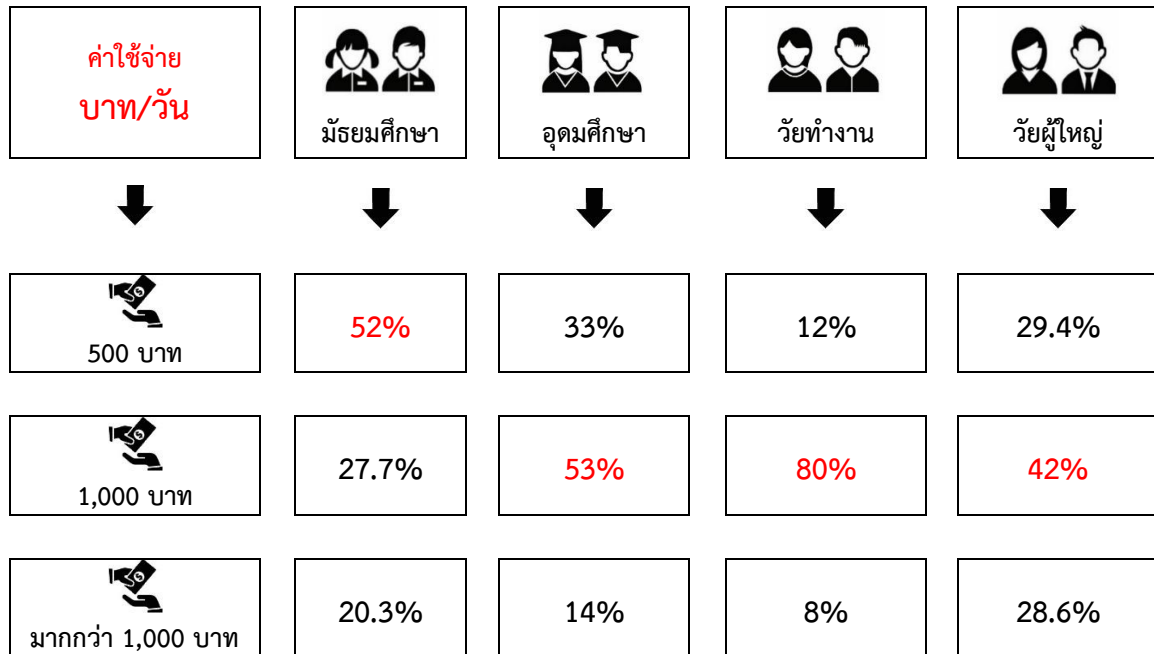 ค่าใช้จ่าย
บาท/วัน
มัธยมศึกษา
อุดมศึกษา
วัยทำงาน
วัยผู้ใหญ่
500 บาท
52%
33%
12%
29.4%
1,000 บาท
27.7%
53%
80%
42%
มากกว่า 1,000 บาท
20.3%
14%
8%
28.6%